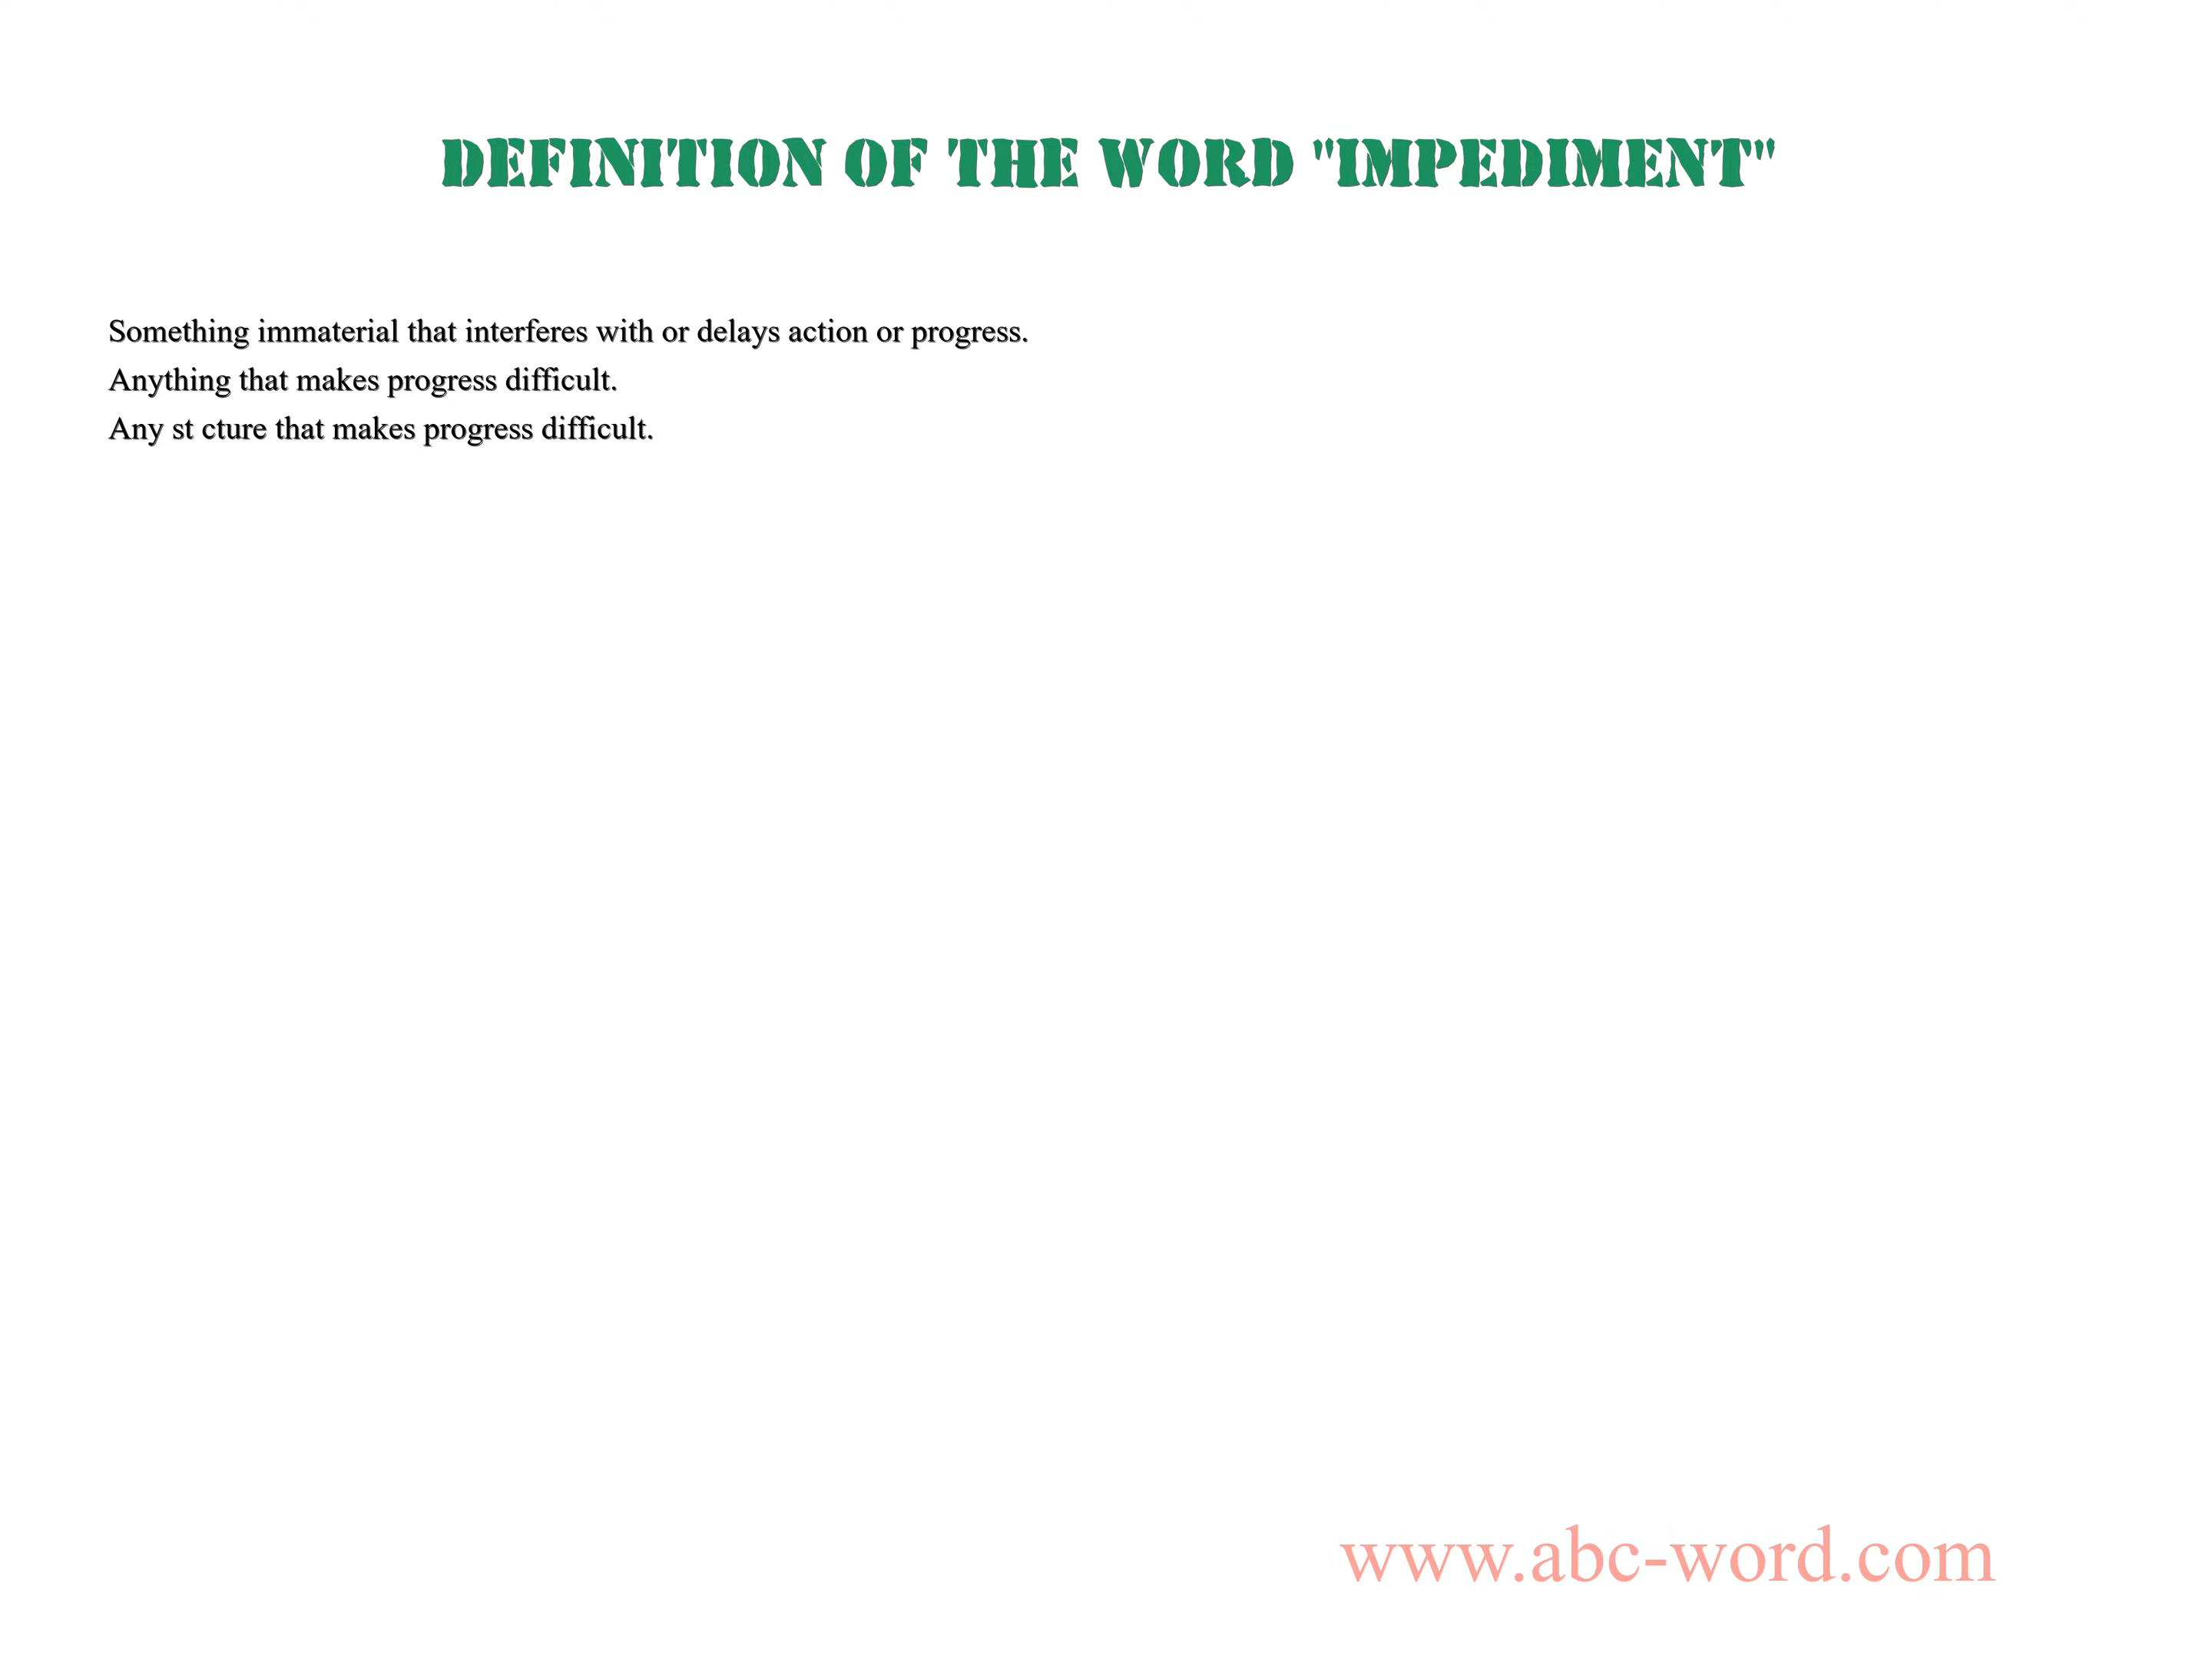 DEFINITION OF THE WORD "IMPEDIMENT"
Something immaterial that interferes with or delays action or progress.
Anything that makes progress difficult.
Any st cture that makes progress difficult.
www.abc-word.com